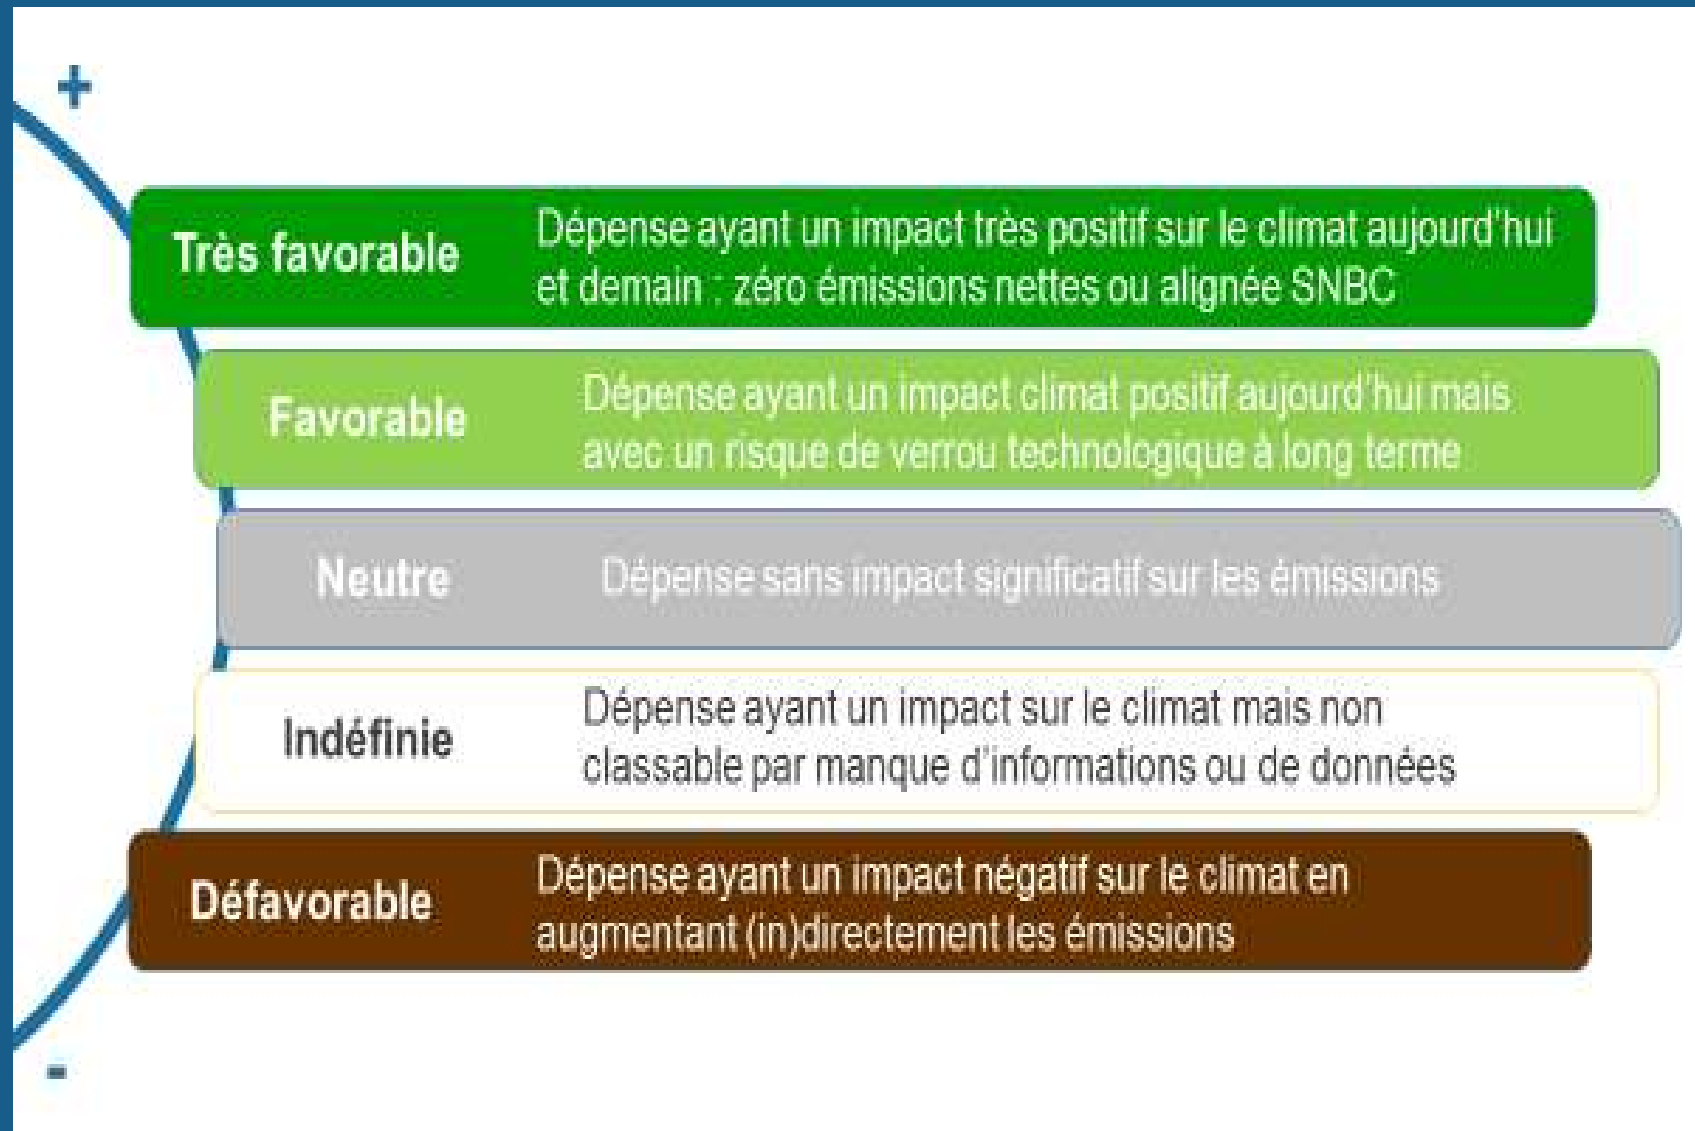 +
Très favorable
Dépense ayant un impact très positif sur le climat aujourd'hui
et demain : zéro émissions nettes ou alignée SNBC
Favorable
Dépense ayant un impact climat positif aujourd'hui mais
avec un risque de verrou technologique à long terme
Neutre
Dépense sans impact significatif sur les émissions
Indéfinie
Dépense ayant un impact sur le climat mais non
classable par manque d'informations ou de données
Défavorable
Dépense ayant un impact négatif sur le climat en
augmentant (in)directement les émissions
-